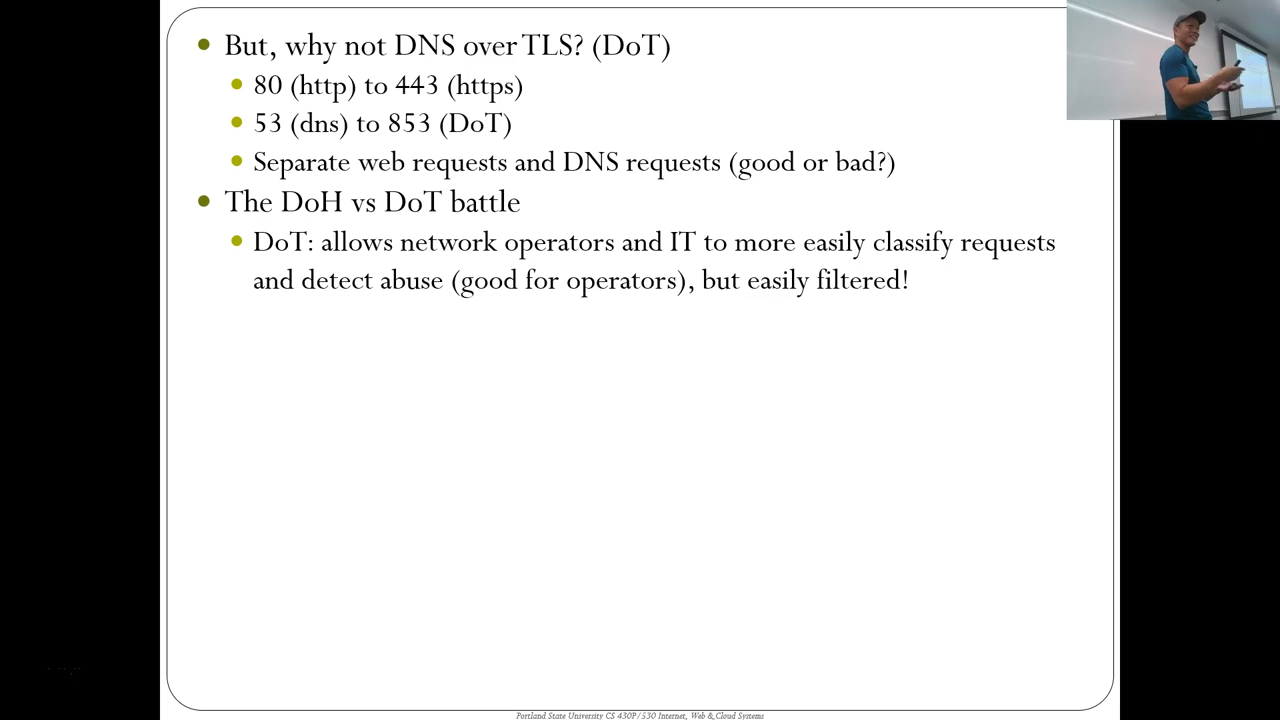 But, why not DNS over TLS? (DoT)
80 (http) to 443 (https)
53 (dns) to 853 (DoT)
Separate web requests and DNS requests (good or bad?)
The DoH vs DoT battle
DoT: allows network operators and IT to more easily classify requests
and detect abuse (good for operators), but easily filtered!
Portland State University CS 430P/530 Internet, Web & Cloud Systems